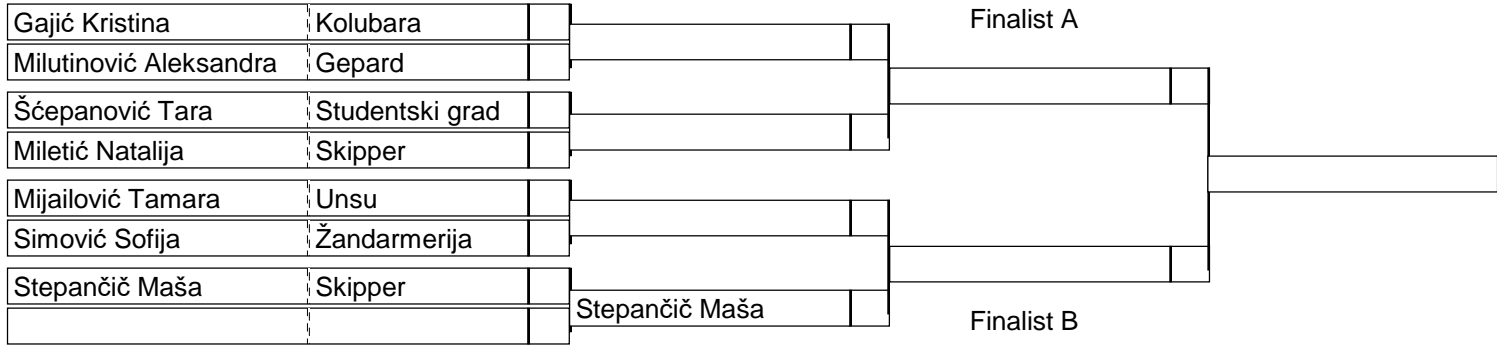 Gajić Kristina Kolubara
Finalist A
Milutinović Aleksandra Gepard
Šćepanović Tara Studentski grad
Miletić Natalija Skipper
Mijailović Tamara Unsu
Simović Sofija Žandarmerija
Stepančič Maša Skipper
Stepančič Maša
Finalist B